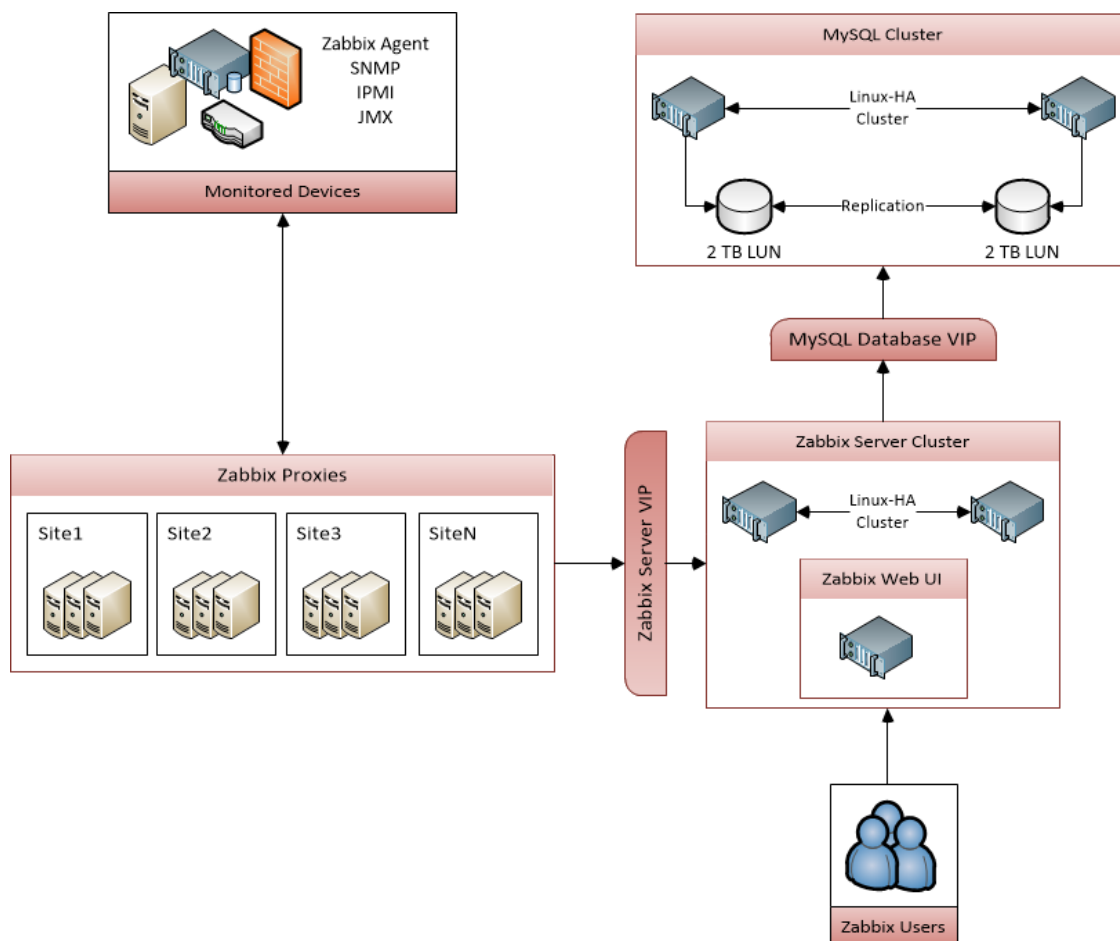 Zabbix Agent
SNMP
IPMI
JMX
Monitored Devices
MySQL Cluster
Linux-HA
Cluster
Replication
2 TB LUN
2 TB LUN
MySQL Database VIP
Zabbix Proxies
Site1
Site2
Site3
SiteN
Zabbix Server VIP
Zabbix Server Cluster
Linux-HA
Cluster
Zabbix Web UI
Zabbix Users